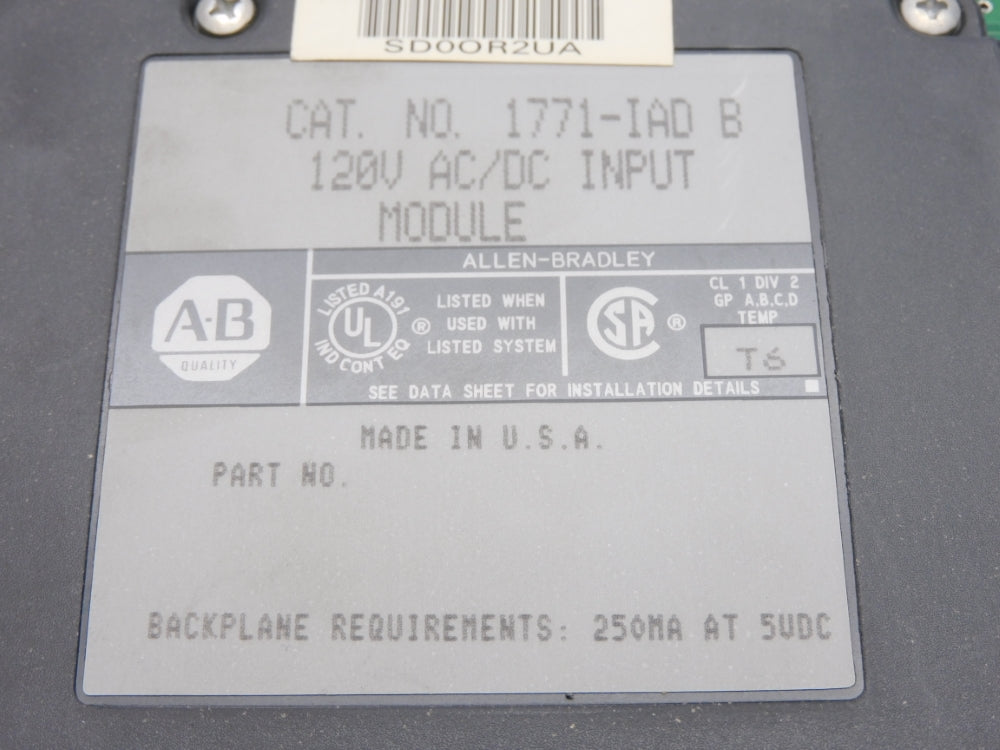 SD00R2UA
CAT. NO. 1771-IAD B
120V AC/DC INPUT
MODULE
ALLEN-BRADLEY
A-B
QUALITY
LISTED A191
UL
IND CONT EQ
®
LISTED WHEN
USED WITH
LISTED SYSTEM
SA
®
CL 1 DIV 2
GP A,B,C,D
TEMP
T6
SEE DATA SHEET FOR INSTALLATION DETAILS
MADE IN U.S.A.
PART NO.
BACKPLANE REQUIREMENTS: 250MA AT 5VDC